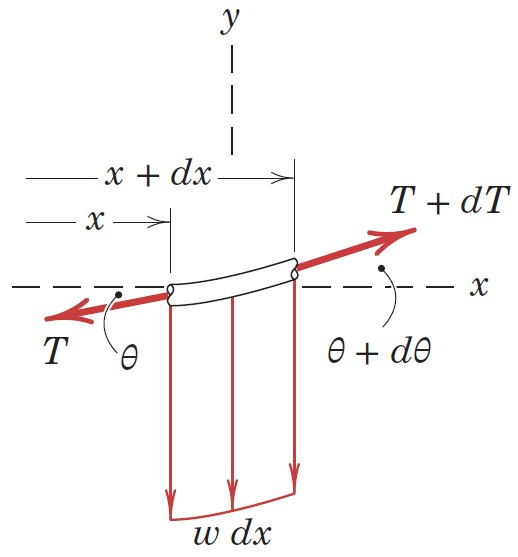 y
x + dx
x
T + dT
x
T
θ
θ + dθ
w dx